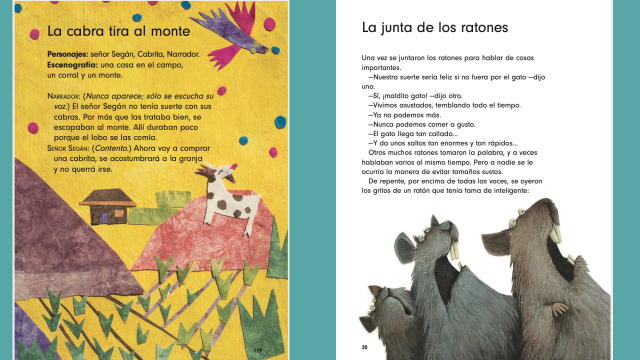 La cabra tira al monte
Personajes: señor Segán, Cabrita, Narrador.
Escenografía: una casa en el campo,
un corral y un monte.
NARRADOR: (Nunca aparece; sólo se escucha su
voz.) El señor Segán no tenía suerte con sus
cabras. Por más que las trataba bien, se
escapaban al monte. Allí duraban poco
porque el lobo se las comía.
SEÑOR SEGÁN: (Contento.) Ahora voy a comprar
una cabrita, se acostumbrará a la granja
y no querrá irse.
119
La junta de los ratones
Una vez se juntaron los ratones para hablar de cosas
importantes.
—Nuestra suerte sería feliz si no fuera por el gato —dijo
uno.
—Sí, ¡maldito gato! —dijo otro.
—Vivimos asustados, temblando todo el tiempo.
—Ya no podemos más.
—Nunca podemos comer a gusto.
—El gato llega tan callado...
—Y da unos saltos tan enormes y tan rápidos...
Otros muchos ratones tomaron la palabra, y a veces
hablaban varios al mismo tiempo. Pero a nadie se le
ocurría la manera de evitar tamaños sustos.
De repente, por encima de todas las voces, se oyeron
los gritos de un ratón que tenía fama de inteligente:
20